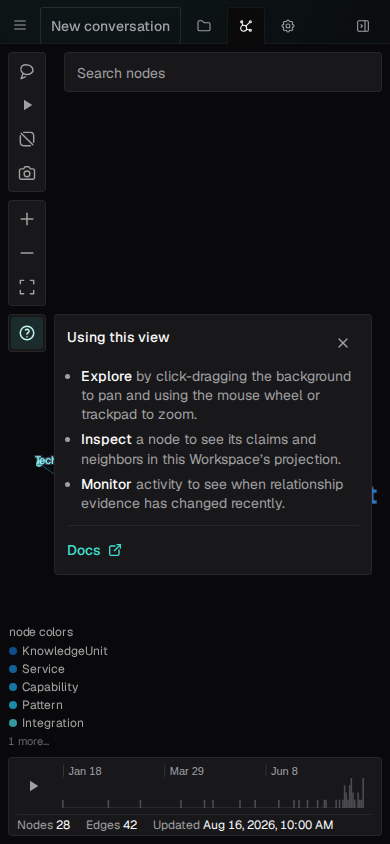 New conversation
Search nodes
Using this view
Explore by click-dragging the background
to pan and using the mouse wheel or
trackpad to zoom.
Inspect a node to see its claims and
neighbors in this Workspace's projection.
Monitor activity to see when relationship
evidence has changed recently.
Docs
node colors
KnowledgeUnit
Service
Capability
Pattern
Integration
1 more...
Jan 18 Mar 29 Jun 8
Nodes 28 Edges 42 Updated Aug 16, 2026, 10:00 AM